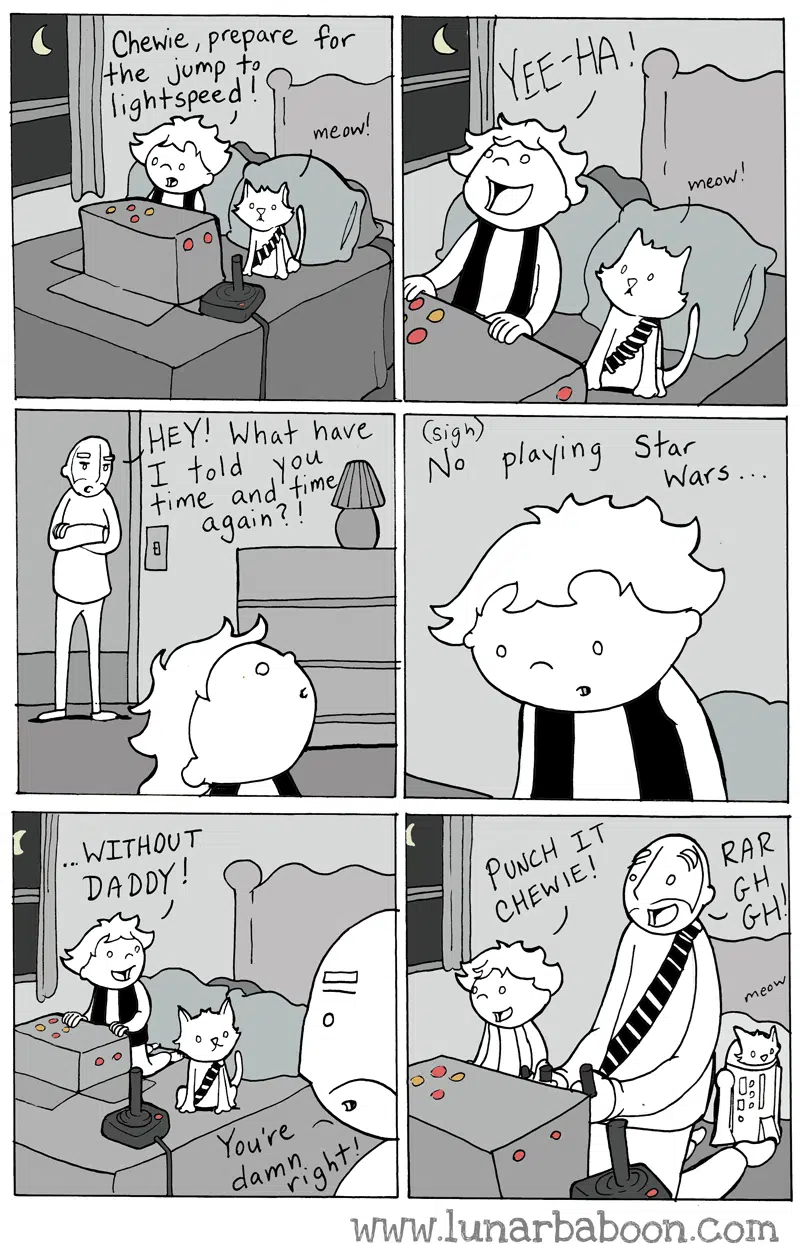 Chewie, prepare for
the jump to
lightspeed!
meow!
YEE-HA!
meow!
HEY! What have
I told you
time and time
again?!
(sigh)
No playing Star
Wars...
...WITHOUT
DADDY!
You're
damn
right!
PUNCH IT
CHEWIE!
RAR
GH
GH!
meow
www.lunarbaboon.com